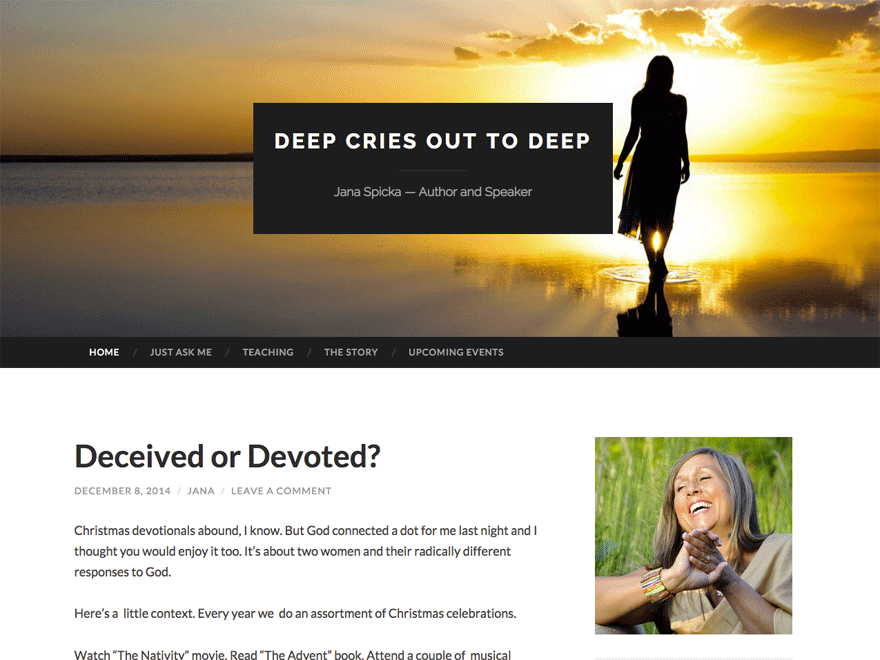 DEEP CRIES OUT TO DEEP
Jana Spicka — Author and Speaker
HOME / JUST ASK ME / TEACHING / THE STORY / UPCOMING EVENTS
Deceived or Devoted?
DECEMBER 8, 2014 / JANA / LEAVE A COMMENT
Christmas devotionals abound, I know. But God connected a dot for me last night and I
thought you would enjoy it too. It's about two women and their radically different
responses to God.
Here's a little context. Every year we do an assortment of Christmas celebrations.
Watch "The Nativity" movie. Read "The Advent" book. Attend a couple of musical